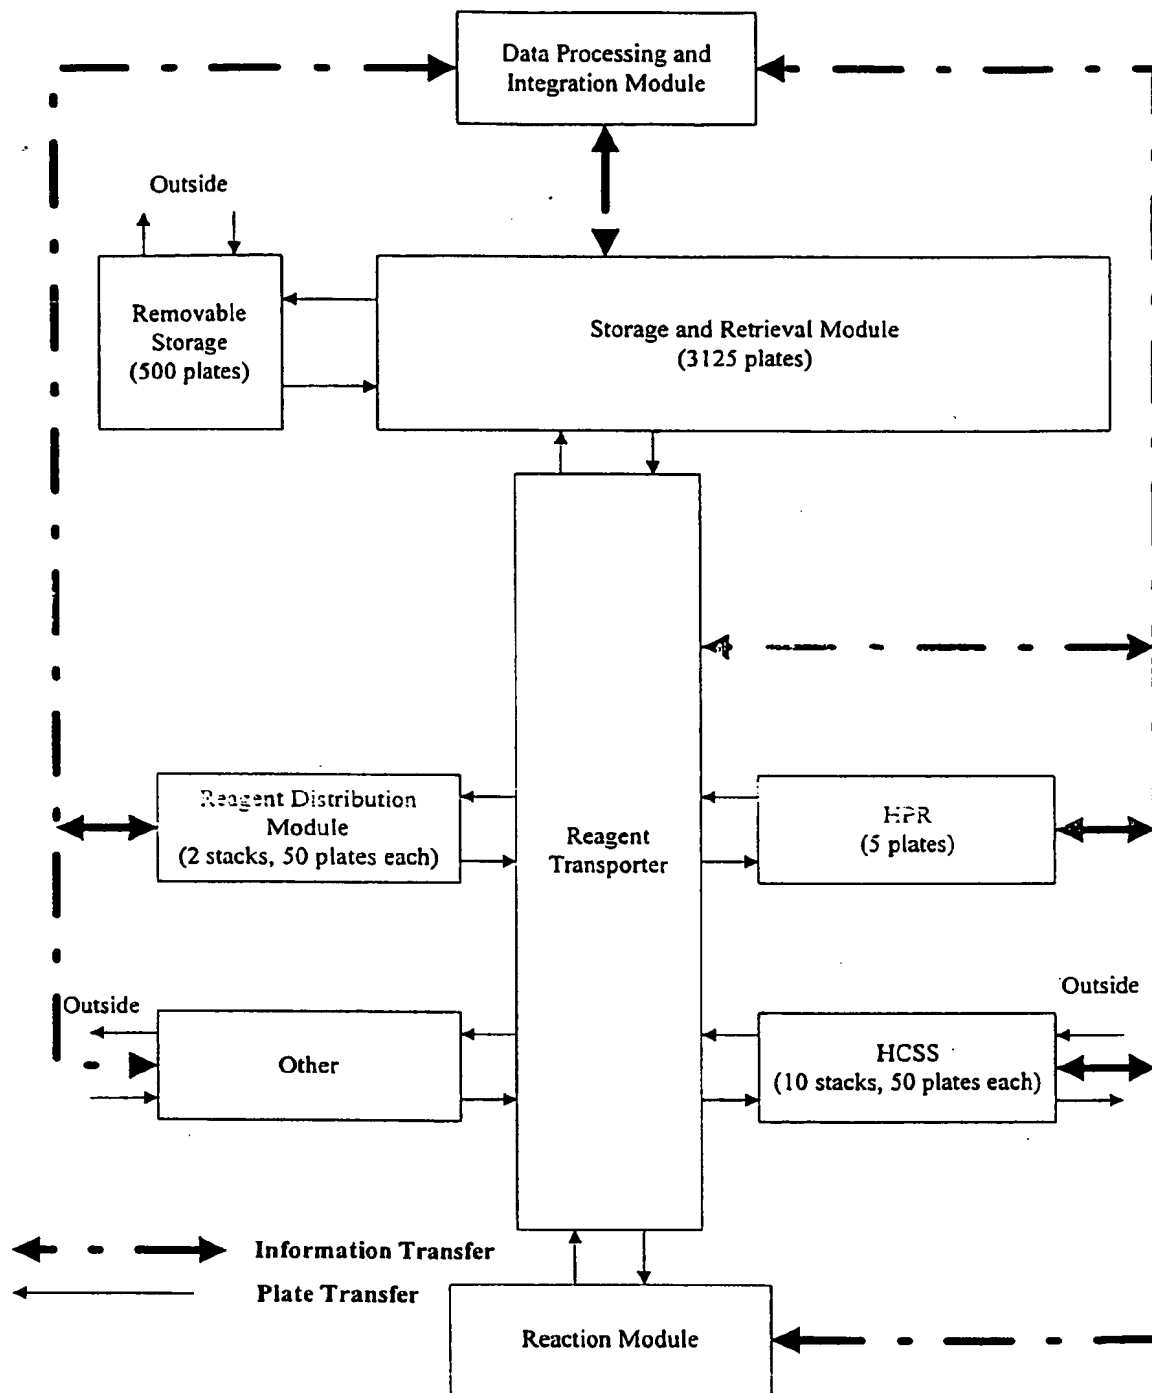 Data Processing and
Integration Module
Outside
Removable
Storage
(500 plates)
Storage and Retrieval Module
(3125 plates)
Reagent Distribution
Module
(2 stacks, 50 plates each)
Reagent
Transporter
HPR
(5 plates)
Outside
Other
Outside
HCSS
(10 stacks, 50 plates each)
Information Transfer
Plate Transfer
Reaction Module